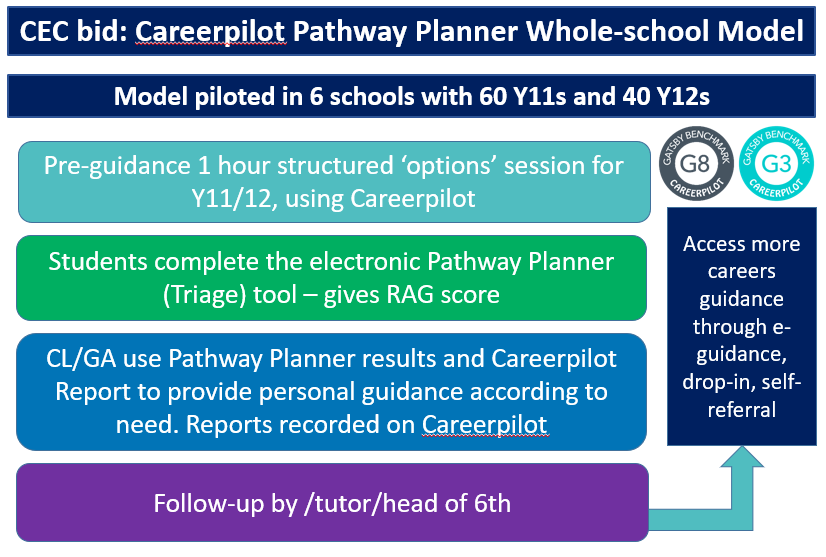 CEC bid: Careerpilot Pathway Planner Whole-school Model
Model piloted in 6 schools with 60 Y11s and 40 Y12s
Pre-guidance 1 hour structured ‘options’ session for
Y11/12, using Careerpilot
GATSBY BENCHMARK
G8
CAREERPILOT
GATSBY BENCHMARK
G3
CAREERPILOT
Students complete the electronic Pathway Planner
(Triage) tool – gives RAG score
CL/GA use Pathway Planner results and Careerpilot
Report to provide personal guidance according to
need. Reports recorded on Careerpilot
Follow-up by /tutor/head of 6th
Access more
careers
guidance
through e-
guidance,
drop-in, self-
referral